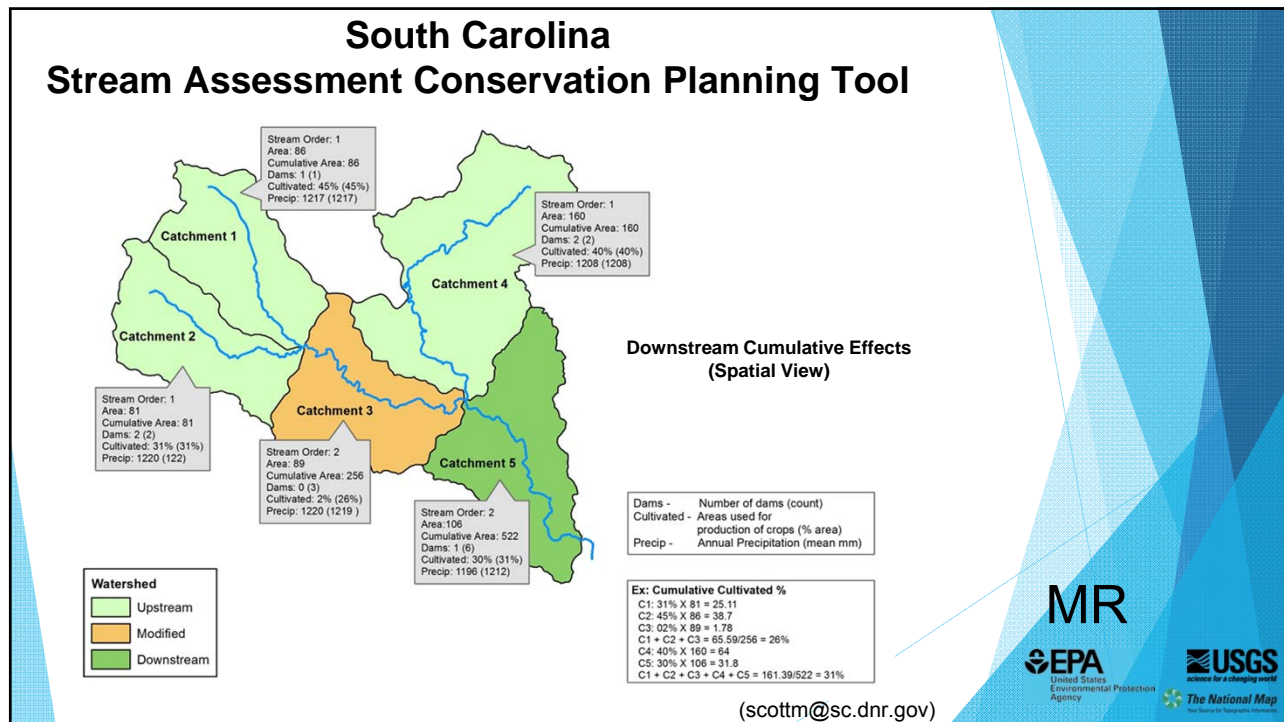 South Carolina
Stream Assessment Conservation Planning Tool
Stream Order: 1
Area: 86
Cumulative Area: 86
Dams: 1 (1)
Cultivated: 45% (45%)
Precip: 1217 (1217)
Stream Order: 1
Area: 160
Cumulative Area: 160
Dams: 2 (2)
Cultivated: 40% (40%)
Precip: 1208 (1208)
Catchment 1
Catchment 4
Catchment 2
Downstream Cumulative Effects
(Spatial View)
Stream Order: 1
Area: 81
Cumulative Area: 81
Dams: 2 (2)
Cultivated: 31% (31%)
Precip: 1220 (122)
Catchment 3
Stream Order: 2
Area: 89
Cumulative Area: 256
Dams: 0 (3)
Cultivated: 2% (26%)
Precip: 1220 (1219 )
Catchment 5
Stream Order: 2
Area:106
Cumulative Area: 522
Dams: 1 (6)
Cultivated: 30% (31%)
Precip: 1196 (1212)
Dams - Number of dams (count)
Cultivated - Areas used for
production of crops (% area)
Precip - Annual Precipitation (mean mm)
Watershed
Upstream
Modified
Downstream
Ex: Cumulative Cultivated %
C1: 31% X 81 = 25.11
C2: 45% X 86 = 38.7
C3: 02% X 89 = 1.78
C1 + C2 + C3 = 65.59/256 = 26%
C4: 40% X 160 = 64
C5: 30% X 106 = 31.8
C1 + C2 + C3 + C4 + C5 = 161.39/522 = 31%
MR
EPA
United States
Environmental Protection
Agency
USGS
science for a changing world
The National Map
Your Source for Topographic Information
(scottm@sc.dnr.gov)